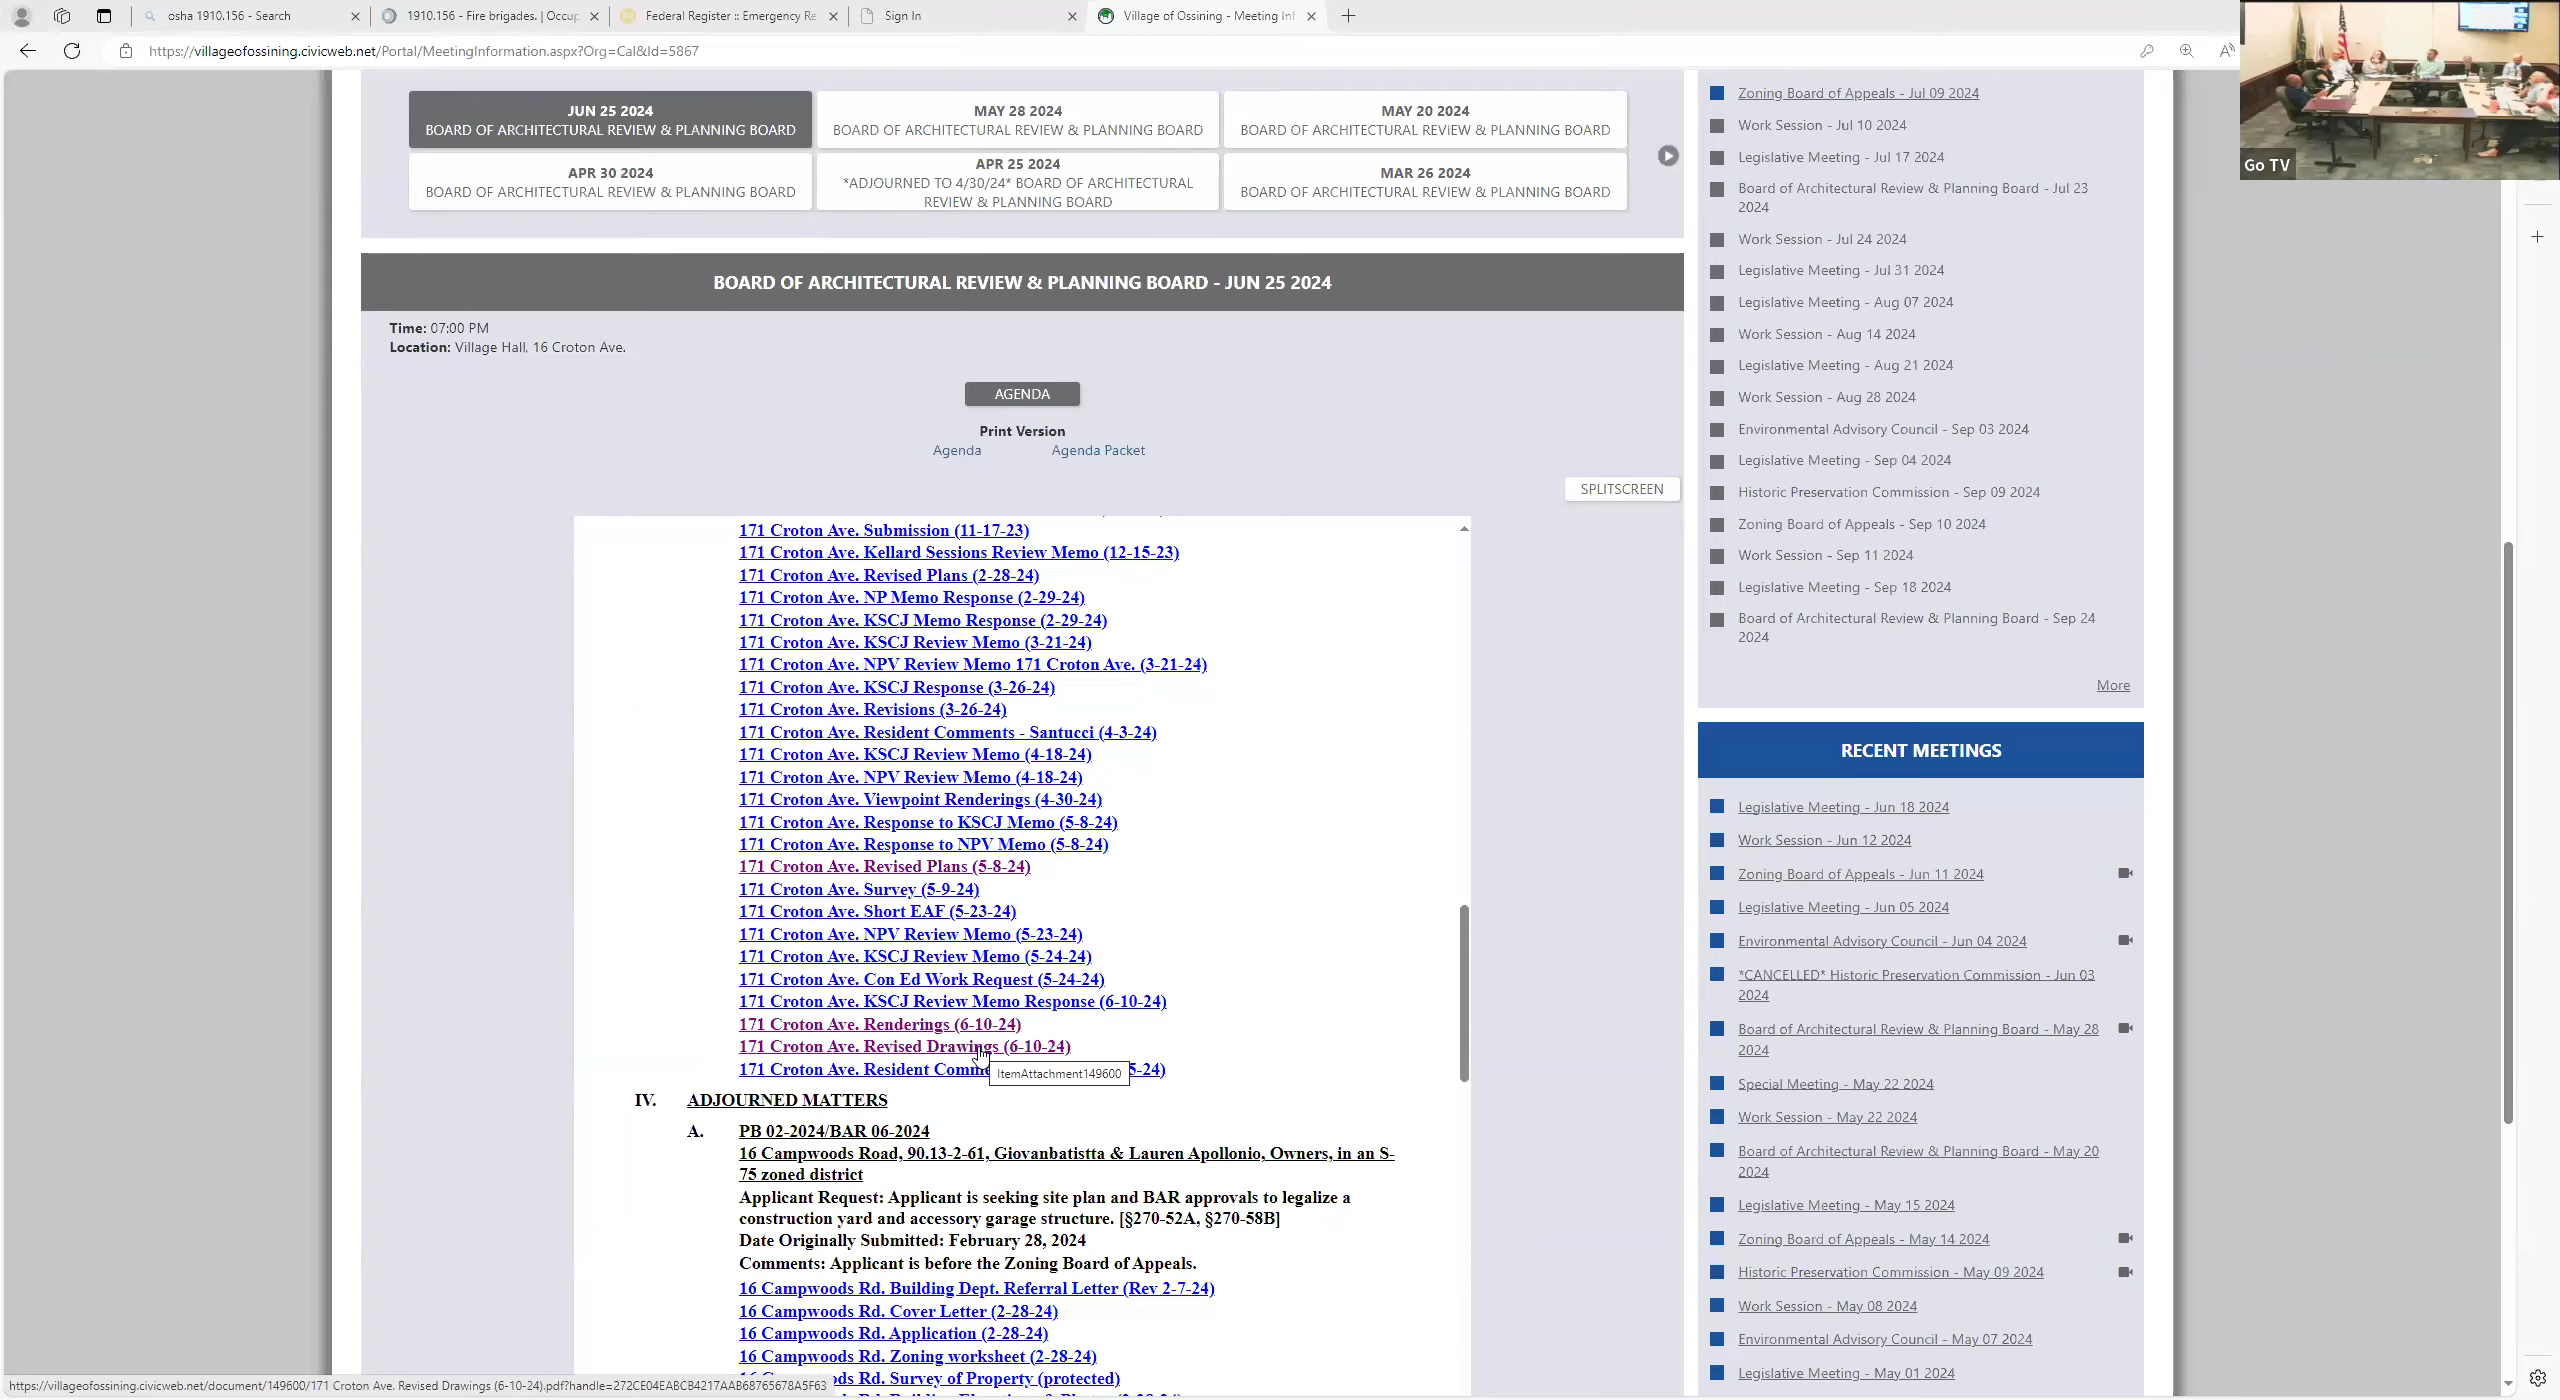 osha 1910.156 - Search
1910.156 - Fire brigades. | Occup
Federal Register :: Emergency Re
Sign In
Village of Ossining - Meeting Inf
https://villageofossining.civicweb.net/Portal/MeetingInformation.aspx?Org=Cal&Id=5867
Go TV
JUN 25 2024
BOARD OF ARCHITECTURAL REVIEW & PLANNING BOARD
MAY 28 2024
BOARD OF ARCHITECTURAL REVIEW & PLANNING BOARD
MAY 20 2024
BOARD OF ARCHITECTURAL REVIEW & PLANNING BOARD
APR 30 2024
BOARD OF ARCHITECTURAL REVIEW & PLANNING BOARD
APR 25 2024
*ADJOURNED TO 4/30/24* BOARD OF ARCHITECTURAL
REVIEW & PLANNING BOARD
MAR 26 2024
BOARD OF ARCHITECTURAL REVIEW & PLANNING BOARD
BOARD OF ARCHITECTURAL REVIEW & PLANNING BOARD - JUN 25 2024
Time: 07:00 PM
Location: Village Hall, 16 Croton Ave.
AGENDA
Print Version
Agenda
Agenda Packet
SPLITSCREEN
171 Croton Ave. Submission (11-17-23)
171 Croton Ave. Kellard Sessions Review Memo (12-15-23)
171 Croton Ave. Revised Plans (2-28-24)
171 Croton Ave. NP Memo Response (2-29-24)
171 Croton Ave. KSCJ Memo Response (2-29-24)
171 Croton Ave. KSCJ Review Memo (3-21-24)
171 Croton Ave. NPV Review Memo 171 Croton Ave. (3-21-24)
171 Croton Ave. KSCJ Response (3-26-24)
171 Croton Ave. Revisions (3-26-24)
171 Croton Ave. Resident Comments - Santucci (4-3-24)
171 Croton Ave. KSCJ Review Memo (4-18-24)
171 Croton Ave. NPV Review Memo (4-18-24)
171 Croton Ave. Viewpoint Renderings (4-30-24)
171 Croton Ave. Response to KSCJ Memo (5-8-24)
171 Croton Ave. Response to NPV Memo (5-8-24)
171 Croton Ave. Revised Plans (5-8-24)
171 Croton Ave. Survey (5-9-24)
171 Croton Ave. Short EAF (5-23-24)
171 Croton Ave. NPV Review Memo (5-23-24)
171 Croton Ave. KSCJ Review Memo (5-24-24)
171 Croton Ave. Con Ed Work Request (5-24-24)
171 Croton Ave. KSCJ Review Memo Response (6-10-24)
171 Croton Ave. Renderings (6-10-24)
171 Croton Ave. Revised Drawings (6-10-24)
171 Croton Ave. Resident Comme 5-24)
ItemAttachment149600
IV. ADJOURNED MATTERS
A. PB 02-2024/BAR 06-2024
16 Campwoods Road, 90.13-2-61, Giovanbatistta & Lauren Apollonio, Owners, in an S-
75 zoned district
Applicant Request: Applicant is seeking site plan and BAR approvals to legalize a
construction yard and accessory garage structure. [§270-52A, §270-58B]
Date Originally Submitted: February 28, 2024
Comments: Applicant is before the Zoning Board of Appeals.
16 Campwoods Rd. Building Dept. Referral Letter (Rev 2-7-24)
16 Campwoods Rd. Cover Letter (2-28-24)
16 Campwoods Rd. Application (2-28-24)
16 Campwoods Rd. Zoning worksheet (2-28-24)
ds Rd. Survey of Property (protected)
https://villageofossining.civicweb.net/document/149600/171 Croton Ave. Revised Drawings (6-10-24).pdf?handle=272CE04EABCB4217AAB68765678A5F63
Zoning Board of Appeals - Jul 09 2024
Work Session - Jul 10 2024
Legislative Meeting - Jul 17 2024
Board of Architectural Review & Planning Board - Jul 23
2024
Work Session - Jul 24 2024
Legislative Meeting - Jul 31 2024
Legislative Meeting - Aug 07 2024
Work Session - Aug 14 2024
Legislative Meeting - Aug 21 2024
Work Session - Aug 28 2024
Environmental Advisory Council - Sep 03 2024
Legislative Meeting - Sep 04 2024
Historic Preservation Commission - Sep 09 2024
Zoning Board of Appeals - Sep 10 2024
Work Session - Sep 11 2024
Legislative Meeting - Sep 18 2024
Board of Architectural Review & Planning Board - Sep 24
2024
More
RECENT MEETINGS
Legislative Meeting - Jun 18 2024
Work Session - Jun 12 2024
Zoning Board of Appeals - Jun 11 2024
Legislative Meeting - Jun 05 2024
Environmental Advisory Council - Jun 04 2024
*CANCELLED* Historic Preservation Commission - Jun 03
2024
Board of Architectural Review & Planning Board - May 28
2024
Special Meeting - May 22 2024
Work Session - May 22 2024
Board of Architectural Review & Planning Board - May 20
2024
Legislative Meeting - May 15 2024
Zoning Board of Appeals - May 14 2024
Historic Preservation Commission - May 09 2024
Work Session - May 08 2024
Environmental Advisory Council - May 07 2024
Legislative Meeting - May 01 2024